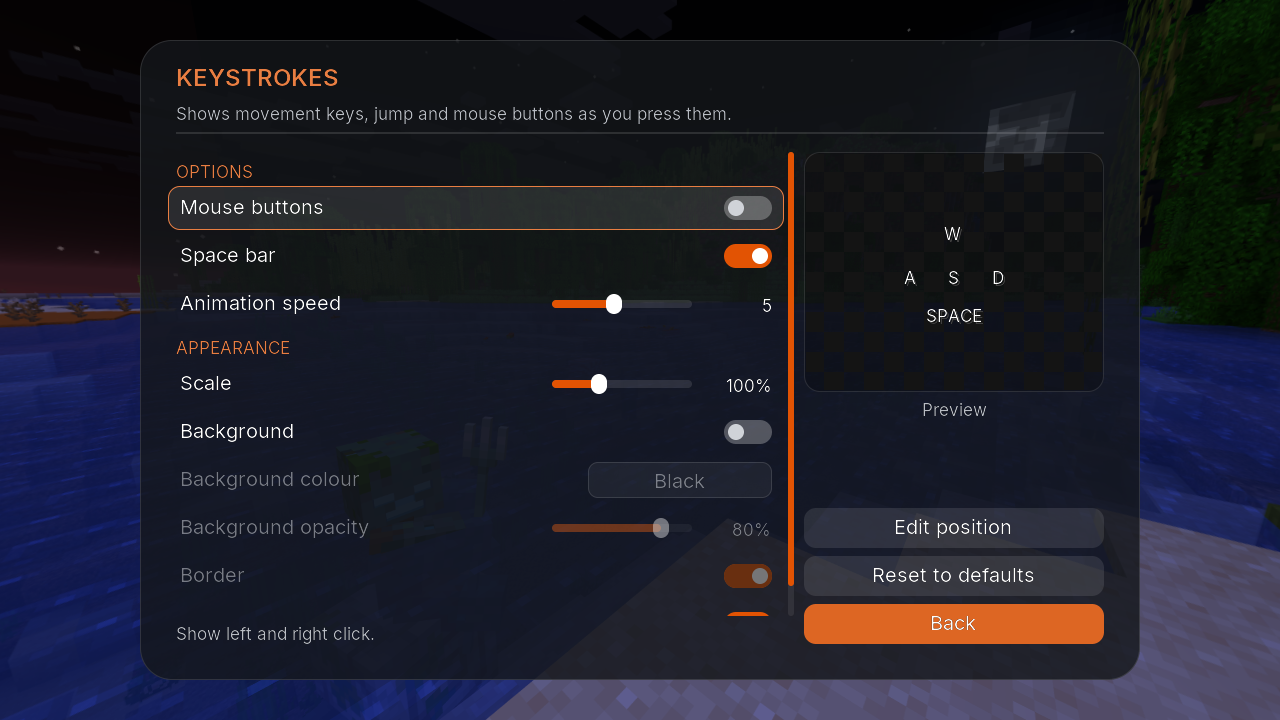 KEYSTROKES
Shows movement keys, jump and mouse buttons as you press them.
OPTIONS
Mouse buttons
Space bar
Animation speed 5
APPEARANCE
Scale 100%
Background
Background colour Black
Background opacity 80%
Border
Show left and right click.
W
A S D
SPACE
Preview
Edit position
Reset to defaults
Back